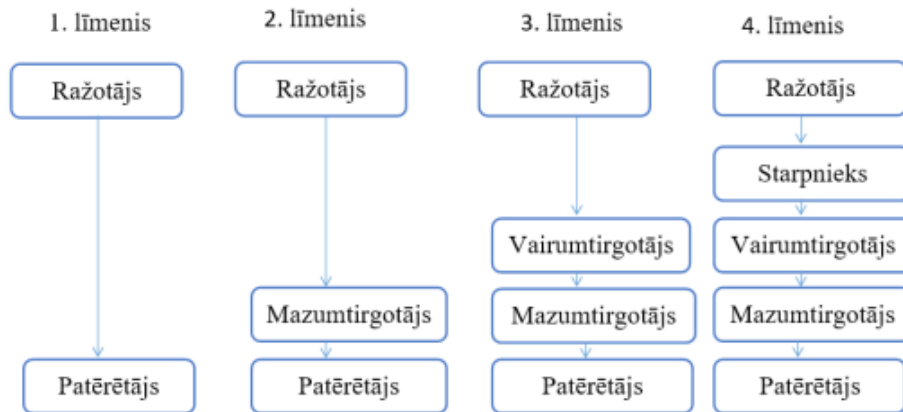 1. līmenis
2. līmenis
3. līmenis
4. līmenis
Ražotājs
Ražotājs
Ražotājs
Ražotājs
Starpnieks
Vairumtirgotājs
Vairumtirgotājs
Mazumtirgotājs
Mazumtirgotājs
Mazumtirgotājs
Patērētājs
Patērētājs
Patērētājs
Patērētājs